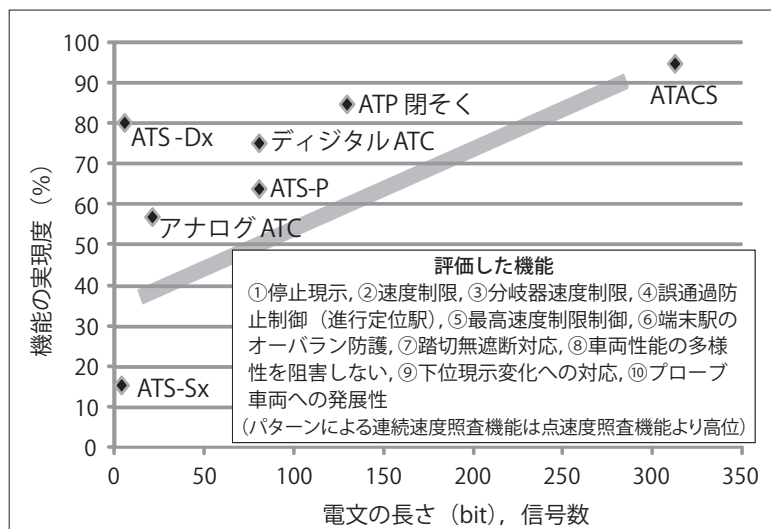 機能の実現度（%）
100
90
80
70
60
50
40
30
20
10
0
ATACS
ATP 閉そく
ATS -Dx
ディジタル ATC
ATS-P
アナログ ATC
ATS-Sx
評価した機能
①停止現示, ②速度制限, ③分岐器速度制限, ④誤通過防
止制御（進行定位駅）, ⑤最高速度制限制御, ⑥端末駅の
オーバラン防護, ⑦踏切無遮断対応, ⑧車両性能の多様
性を阻害しない, ⑨下位現示変化への対応, ⑩プローブ
車両への発展性
(パターンによる連続速度照査機能は点速度照査機能より高位)
0 50 100 150 200 250 300 350
電文の長さ（bit）, 信号数